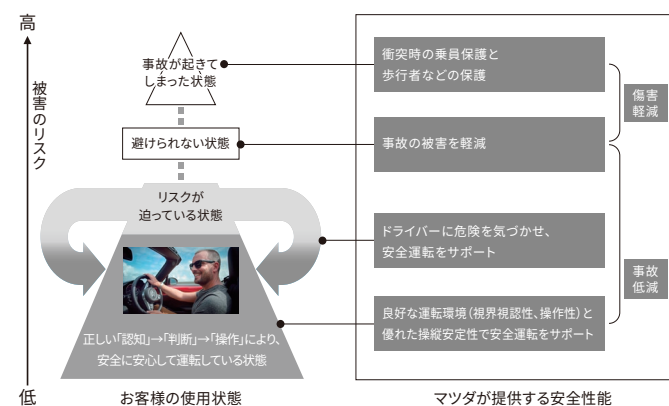 高
被害のリスク
低
事故が起きて
しまった状態
避けられない状態
リスクが
迫っている状態
正しい「認知」→「判断」→「操作」により、
安全に安心して運転している状態
お客様の使用状態
衝突時の乗員保護と
歩行者などの保護
事故の被害を軽減
ドライバーに危険を気づかせ、
安全運転をサポート
良好な運転環境(視界視認性、操作性)と
優れた操縦安定性で安全運転をサポート
傷害
軽減
事故
低減
マツダが提供する安全性能